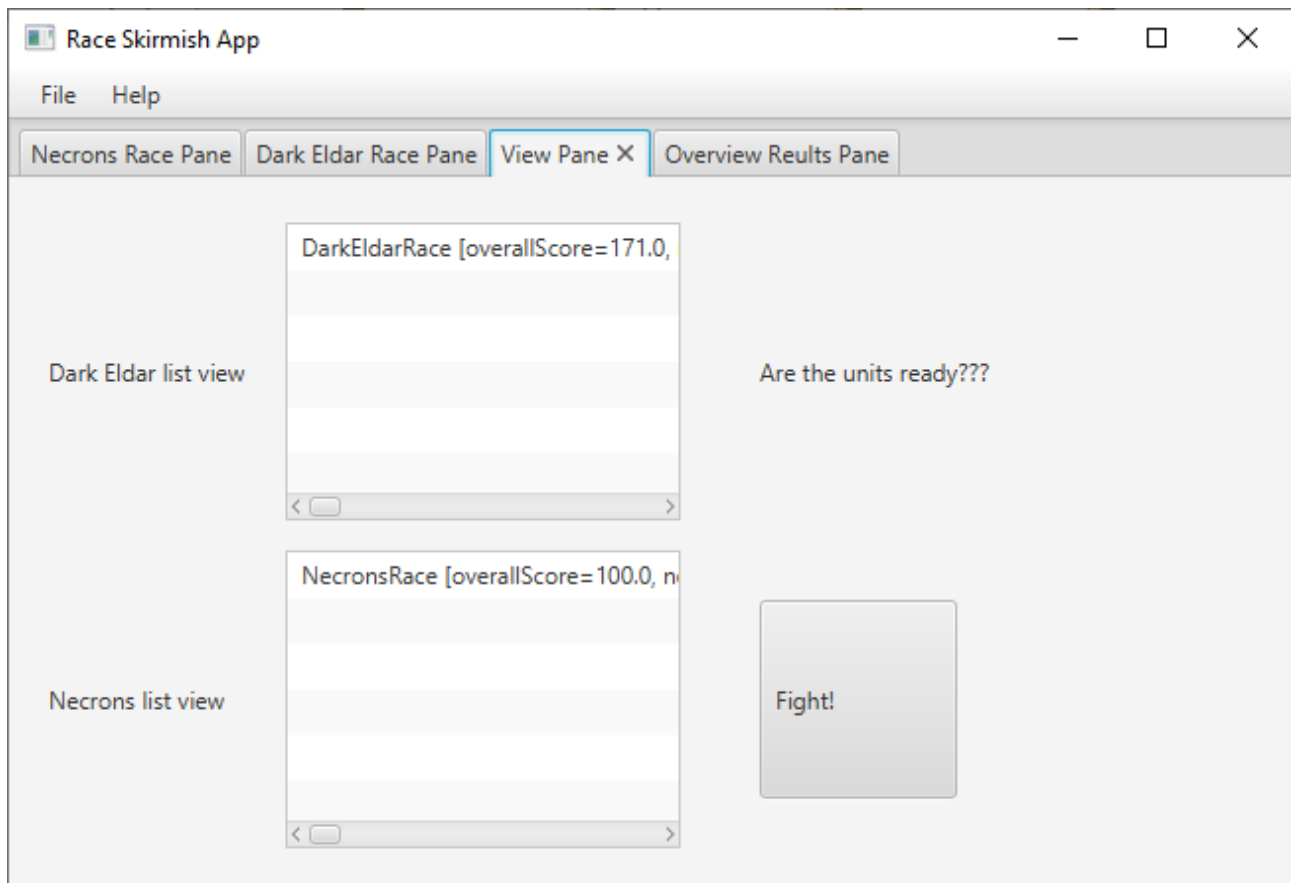 Race Skirmish App
File Help
Necrons Race Pane Dark Eldar Race Pane View Pane Overview Reults Pane
DarkEldarRace [overallScore=171.0,
Dark Eldar list view
Are the units ready???
NecronsRace [overallScore=100.0,
Necrons list view
Fight!